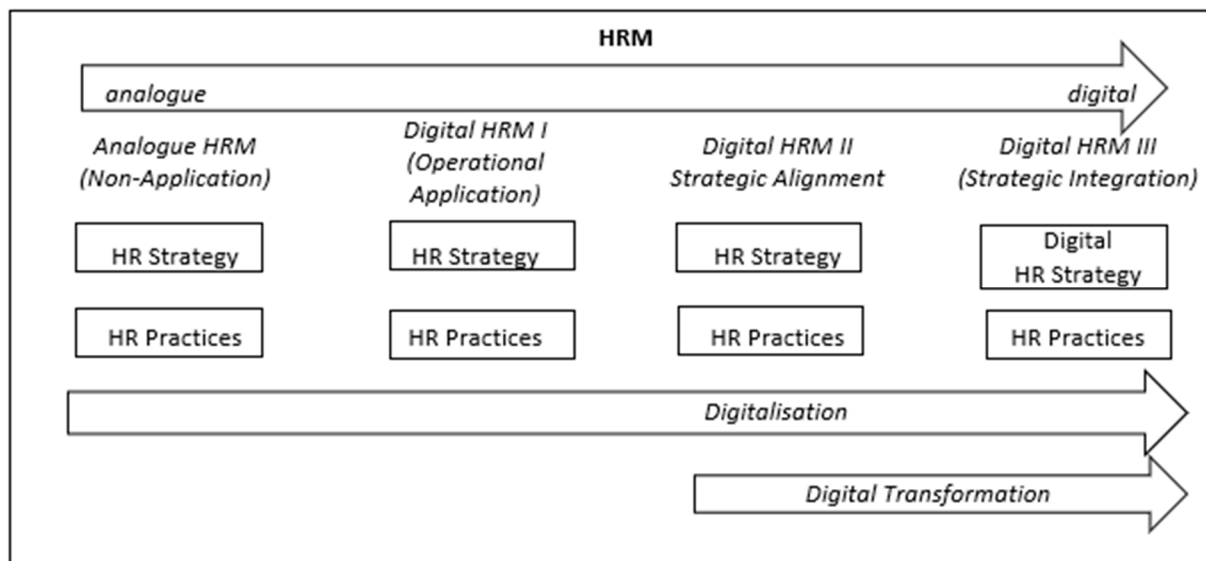 HRM
analogue
digital
Analogue HRM
(Non-Application)
Digital HRM I
(Operational
Application)
Digital HRM II
Strategic Alignment
Digital HRM III
(Strategic Integration)
HR Strategy
HR Strategy
HR Strategy
Digital
HR Strategy
HR Practices
HR Practices
HR Practices
HR Practices
Digitalisation
Digital Transformation